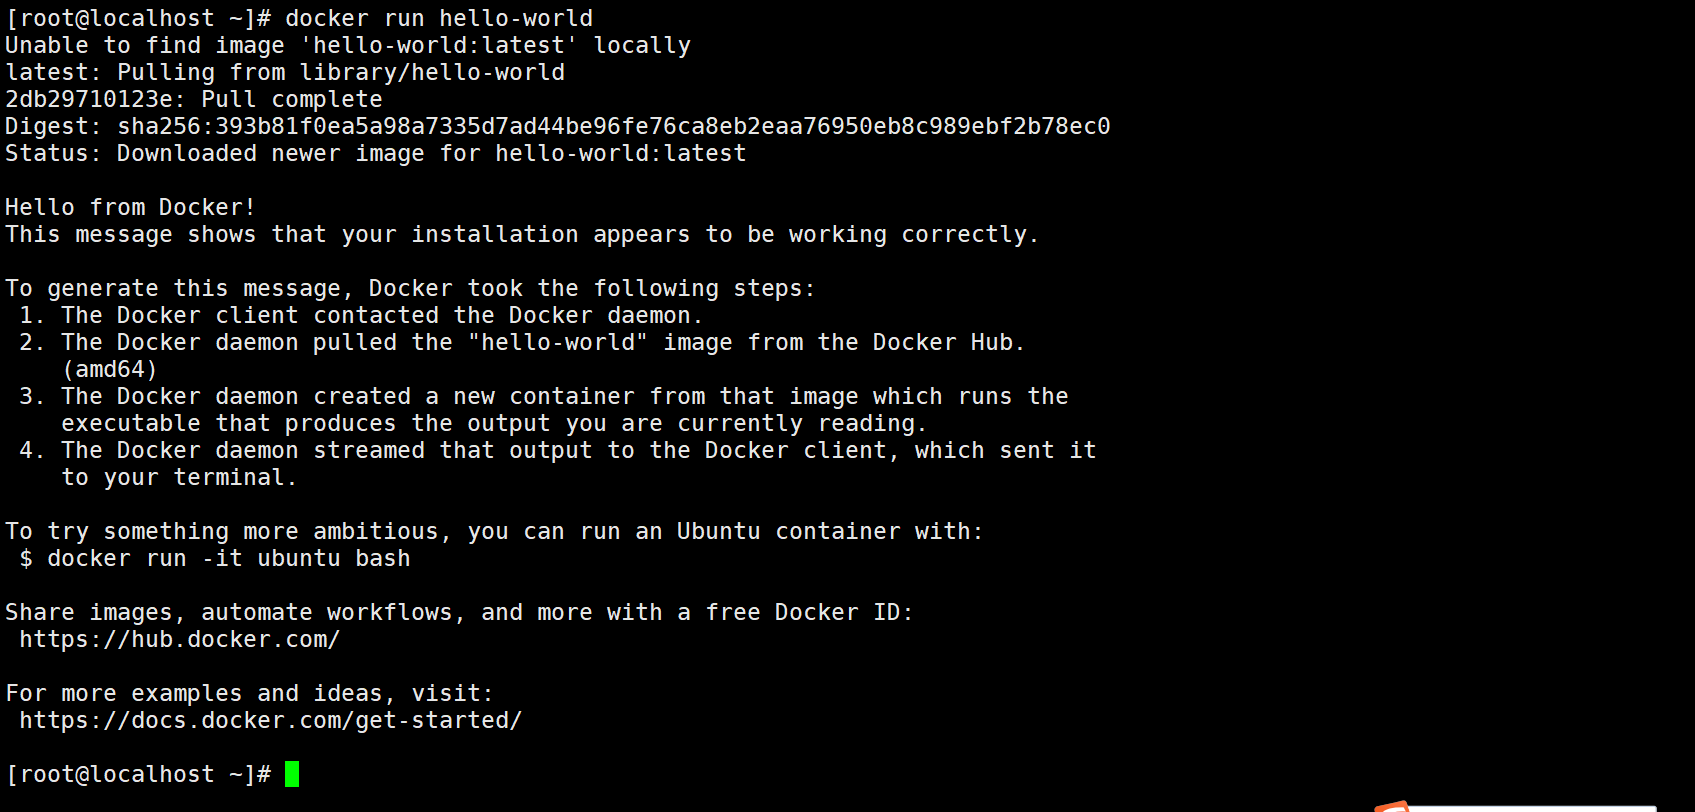 [root@localhost ~]# docker run hello-world
Unable to find image 'hello-world:latest' locally
latest: Pulling from library/hello-world
2db29710123e: Pull complete
Digest: sha256:393b81f0ea5a98a7335d7ad44be96fe76ca8eb2eaa76950eb8c989ebf2b78ec0
Status: Downloaded newer image for hello-world:latest

Hello from Docker!
This message shows that your installation appears to be working correctly.

To generate this message, Docker took the following steps:
 1. The Docker client contacted the Docker daemon.
 2. The Docker daemon pulled the "hello-world" image from the Docker Hub.
    (amd64)
 3. The Docker daemon created a new container from that image which runs the
    executable that produces the output you are currently reading.
 4. The Docker daemon streamed that output to the Docker client, which sent it
    to your terminal.

To try something more ambitious, you can run an Ubuntu container with:
 $ docker run -it ubuntu bash

Share images, automate workflows, and more with a free Docker ID:
 https://hub.docker.com/

For more examples and ideas, visit:
 https://docs.docker.com/get-started/

[root@localhost ~]#